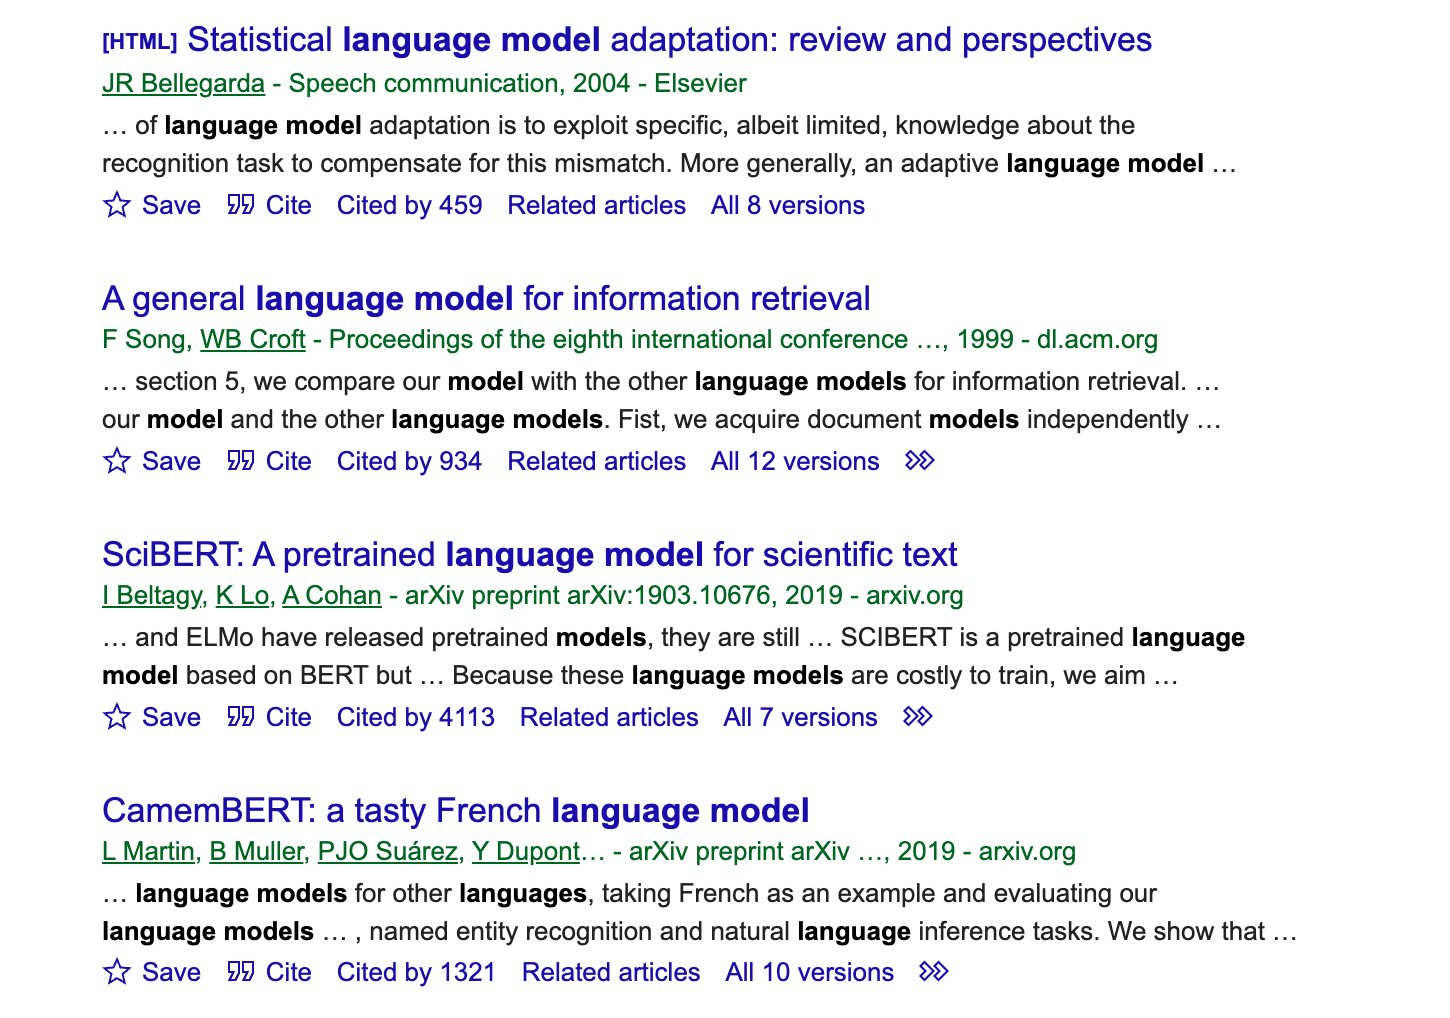 [HTML] Statistical language model adaptation: review and perspectives
JR Bellegarda - Speech communication, 2004 - Elsevier
… of language model adaptation is to exploit specific, albeit limited, knowledge about the
recognition task to compensate for this mismatch. More generally, an adaptive language model …
Save Cite Cited by 459 Related articles All 8 versions
A general language model for information retrieval
F Song, WB Croft - Proceedings of the eighth international conference …, 1999 - dl.acm.org
… section 5, we compare our model with the other language models for information retrieval. …
our model and the other language models. Fist, we acquire document models independently …
Save Cite Cited by 934 Related articles All 12 versions
SciBERT: A pretrained language model for scientific text
I Beltagy, K Lo, A Cohan - arXiv preprint arXiv:1903.10676, 2019 - arxiv.org
… and ELMo have released pretrained models, they are still … SCIBERT is a pretrained language
model based on BERT but … Because these language models are costly to train, we aim …
Save Cite Cited by 4113 Related articles All 7 versions
CamemBERT: a tasty French language model
L Martin, B Muller, PJO Suárez, Y Dupont… - arXiv preprint arXiv …, 2019 - arxiv.org
… language models for other languages, taking French as an example and evaluating our
language models … , named entity recognition and natural language inference tasks. We show that …
Save Cite Cited by 1321 Related articles All 10 versions